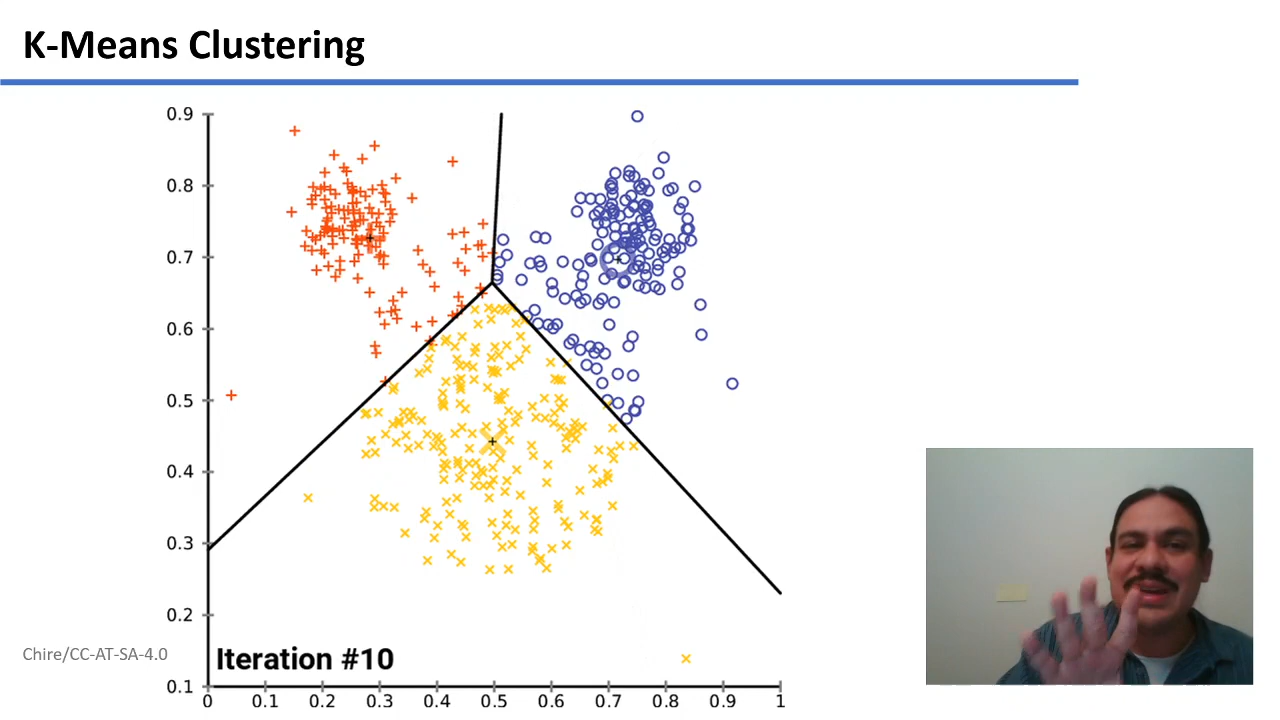 K-Means Clustering
0.9
0.8
0.7
0.6
0.5
0.4
0.3
0.2
Chire/CC-AT-SA-4.0
Iteration #10
0.1
0 0.1 0.2 0.3 0.4 0.5 0.6 0.7 0.8 0.9 1